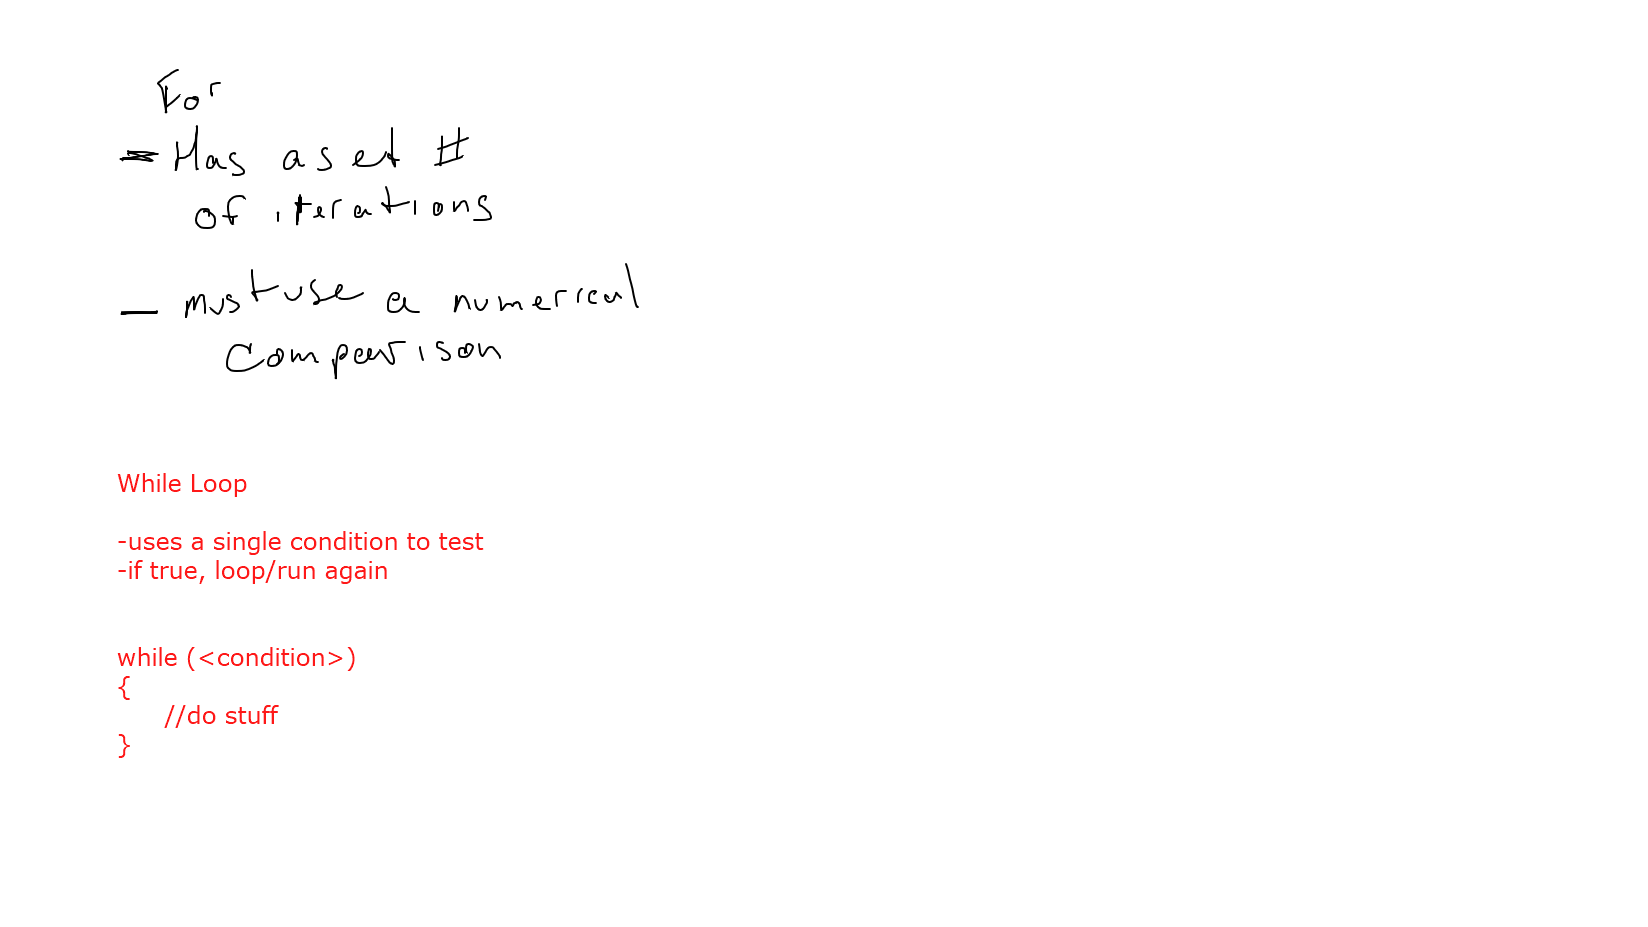 For
- Has a set #
of iterations
- must use a numerical
comparison
While Loop
-uses a single condition to test
-if true, loop/run again
while (<condition>)
{
//do stuff
}